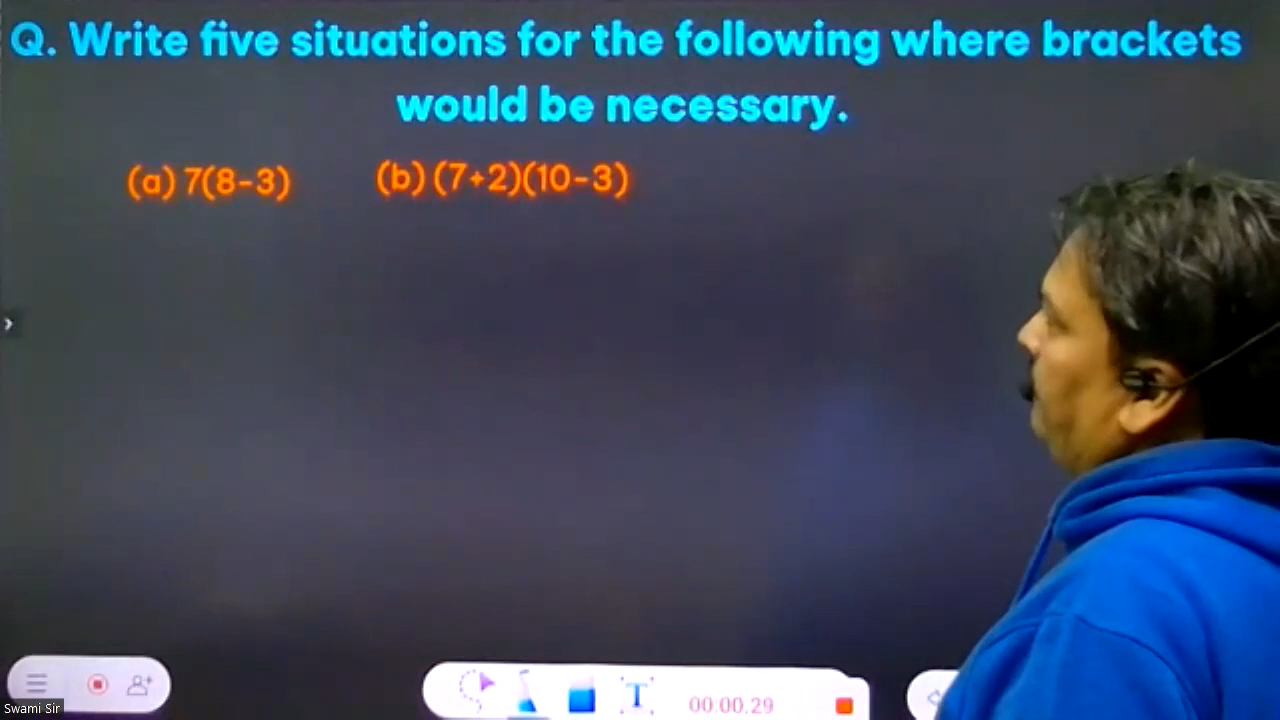 Q. Write five situations for the following where brackets
would be necessary.
(a) 7(8-3) (b) (7+2)(10-3)
T 00:00.29
Swami Sir